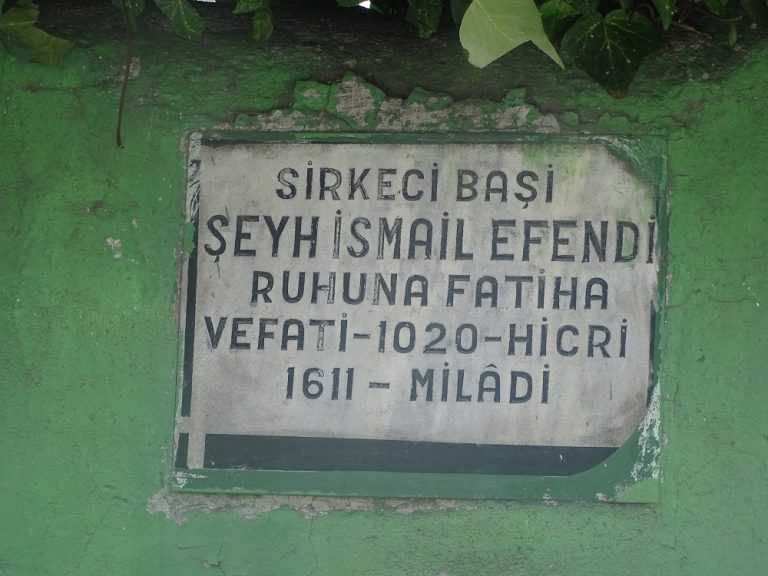 SİRKECİ BAŞİ
ŞEYH İSMAİL EFENDİ
RUHUNA FATİHA
VEFATİ-1020-HİCRİ
1611 - MİLÂDİ